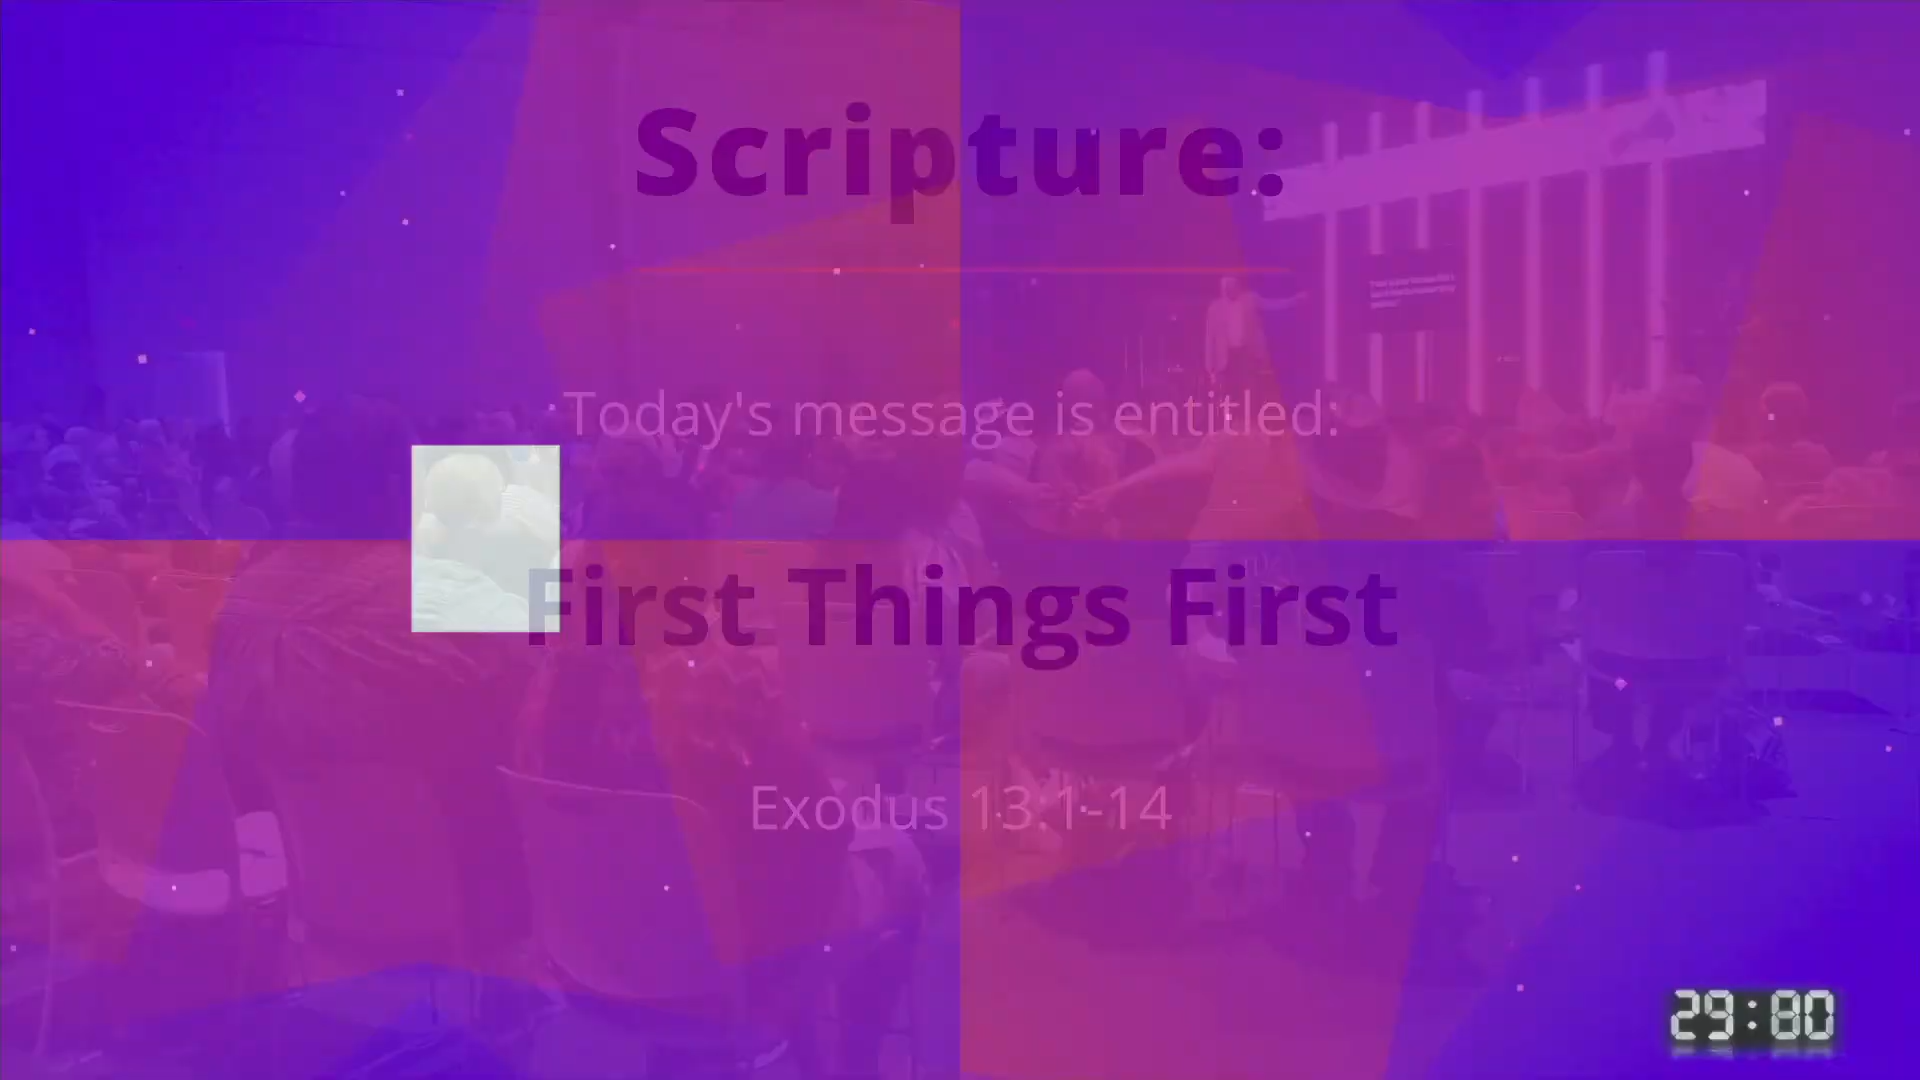 Scripture:
Today's message is entitled:
First Things First
Exodus 13:1-14
29:80